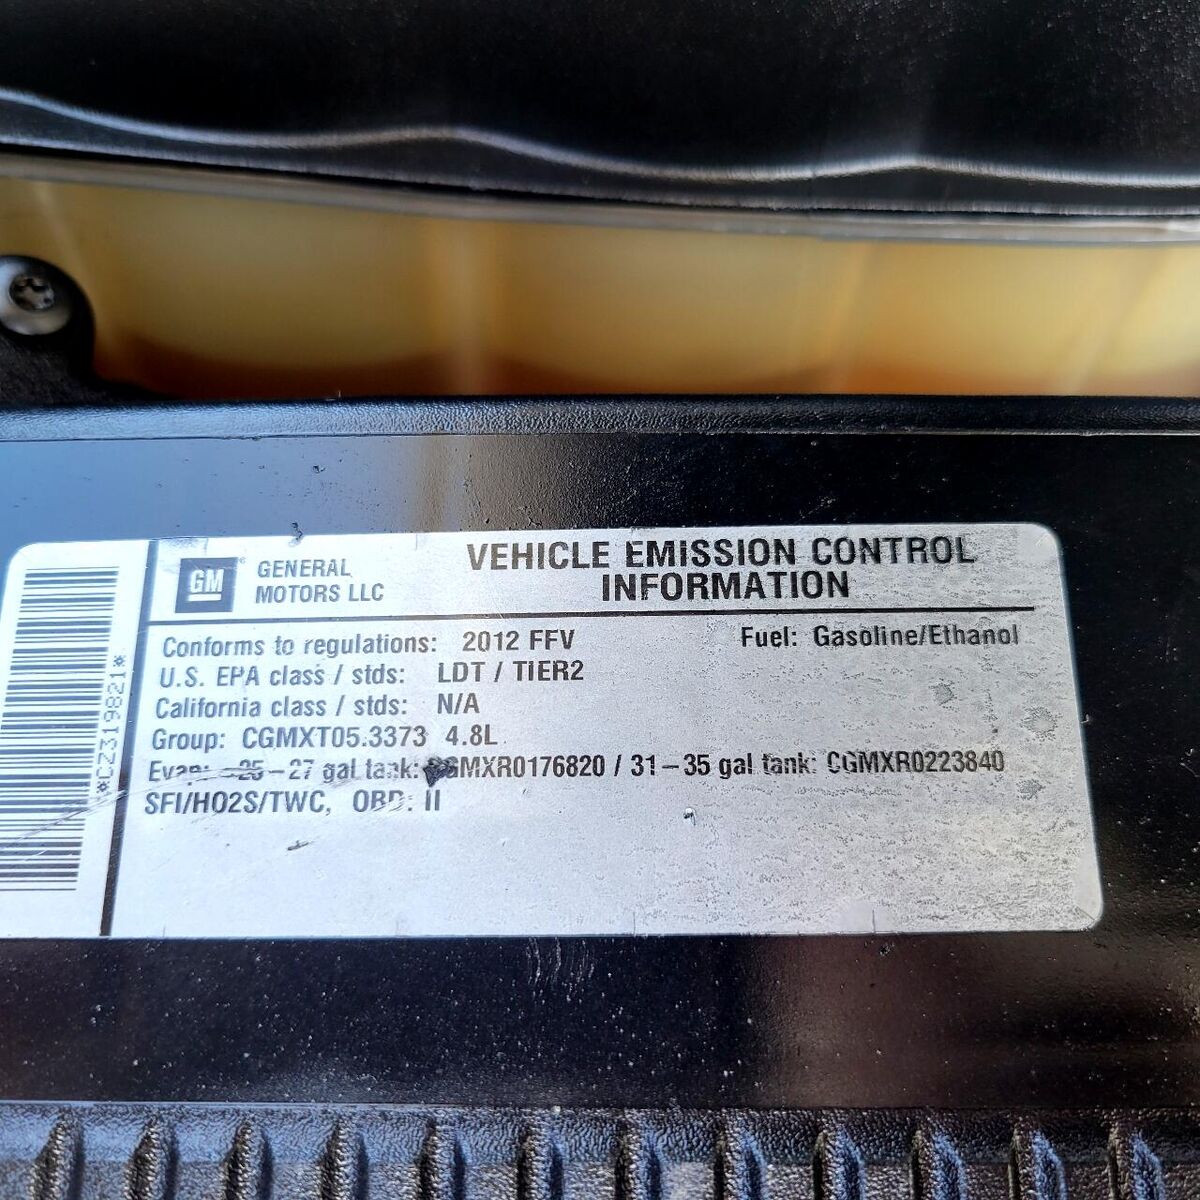 *CZ319821*
GM
GENERAL
MOTORS LLC
VEHICLE EMISSION CONTROL
INFORMATION
Conforms to regulations: 2012 FFV Fuel: Gasoline/Ethanol
U.S. EPA class / stds: LDT / TIER2
California class / stds: N/A
Group: CGMXT05.3373 4.8L
Evap: 25-27 gal tank: CGMXR0176820 / 31-35 gal tank: CGMXR0223840
SFI/HO2S/TWC, OBD: II